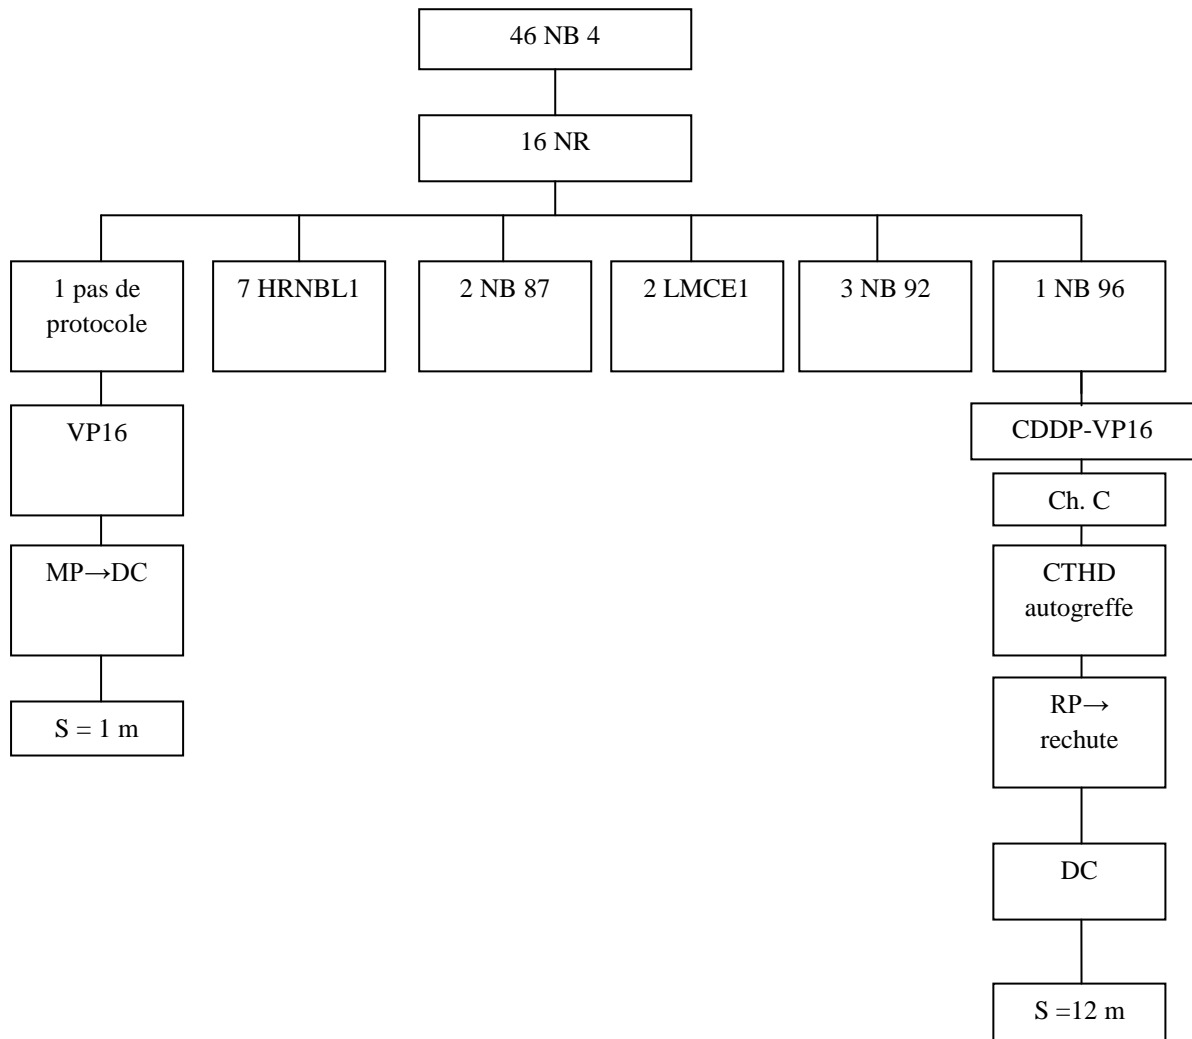 46 NB 4
16 NR
1 pas de
protocole
7 HRNBL1
2 NB 87
2 LMCE1
3 NB 92
1 NB 96
VP16
CDDP-VP16
Ch. C
MP→DC
CTHD
autogreffe
S = 1 m
RP→
rechute
DC
S =12 m